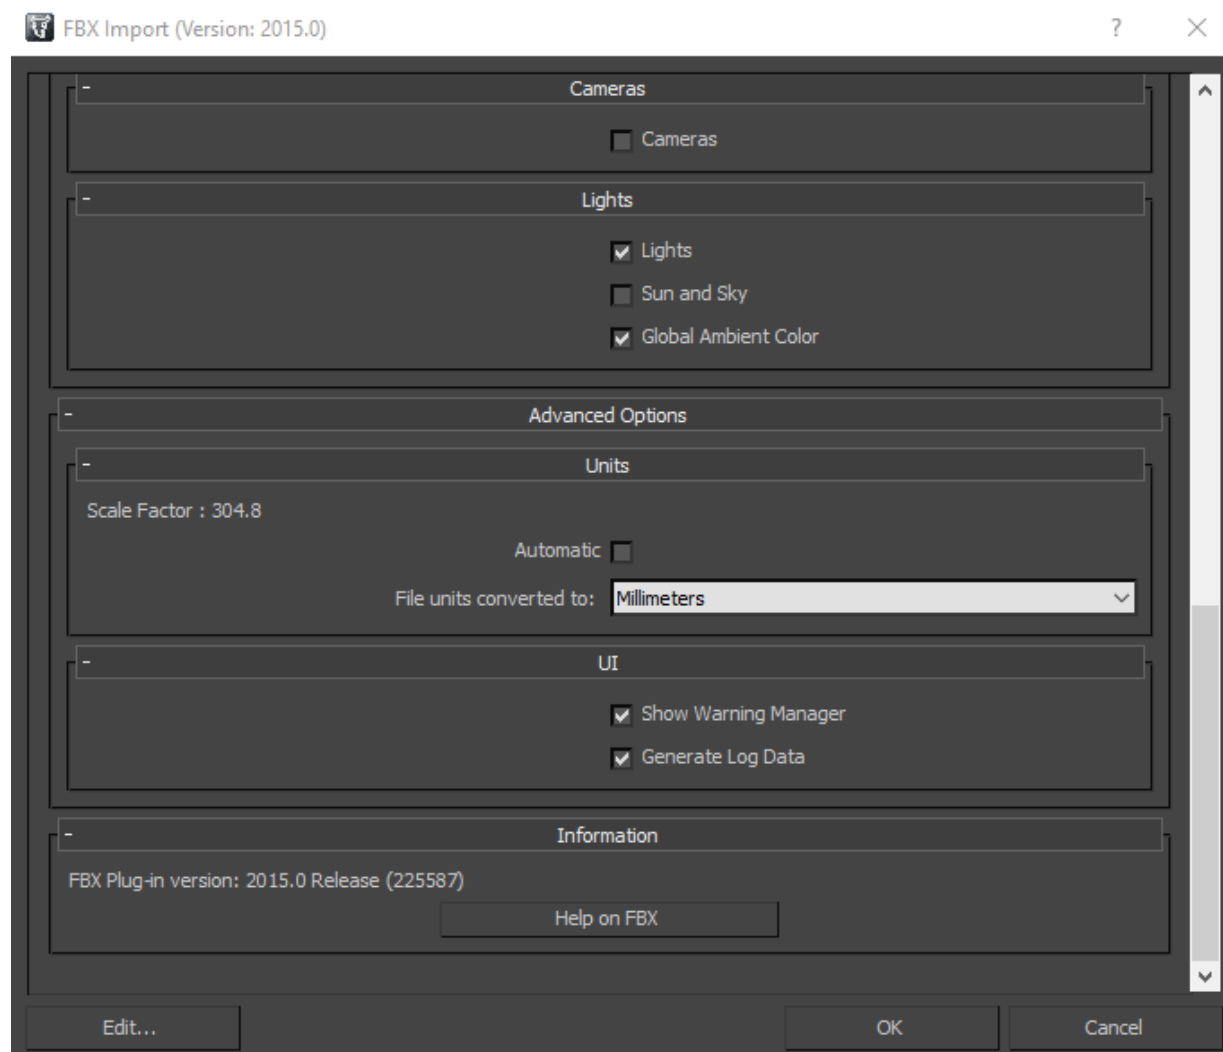 FBX Import (Version: 2015.0)
Cameras
Cameras
Lights
Lights
Sun and Sky
Global Ambient Color
Advanced Options
Units
Scale Factor : 304.8
Automatic
File units converted to: Millimeters
UI
Show Warning Manager
Generate Log Data
Information
FBX Plug-in version: 2015.0 Release (225587)
Help on FBX
Edit... OK Cancel